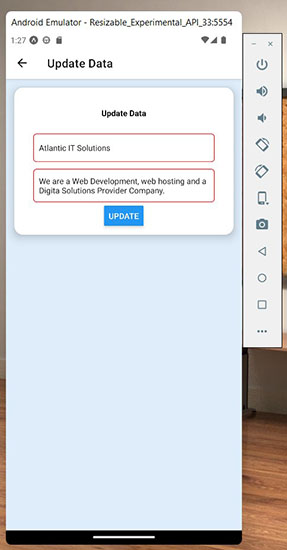 Android Emulator - Resizable_Experimental_API_33:5554
1:27
Update Data
Update Data
Atlantic IT Solutions
We are a Web Development, web hosting and a
Digita Solutions Provider Company.
UPDATE